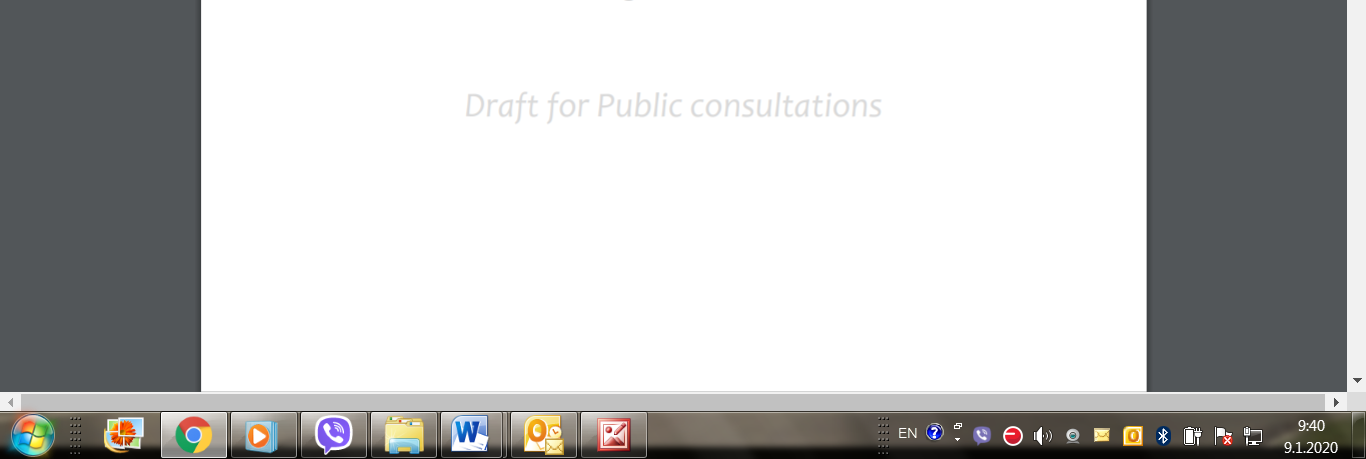 Draft for Public consultations
EN
9:40
9.1.2020